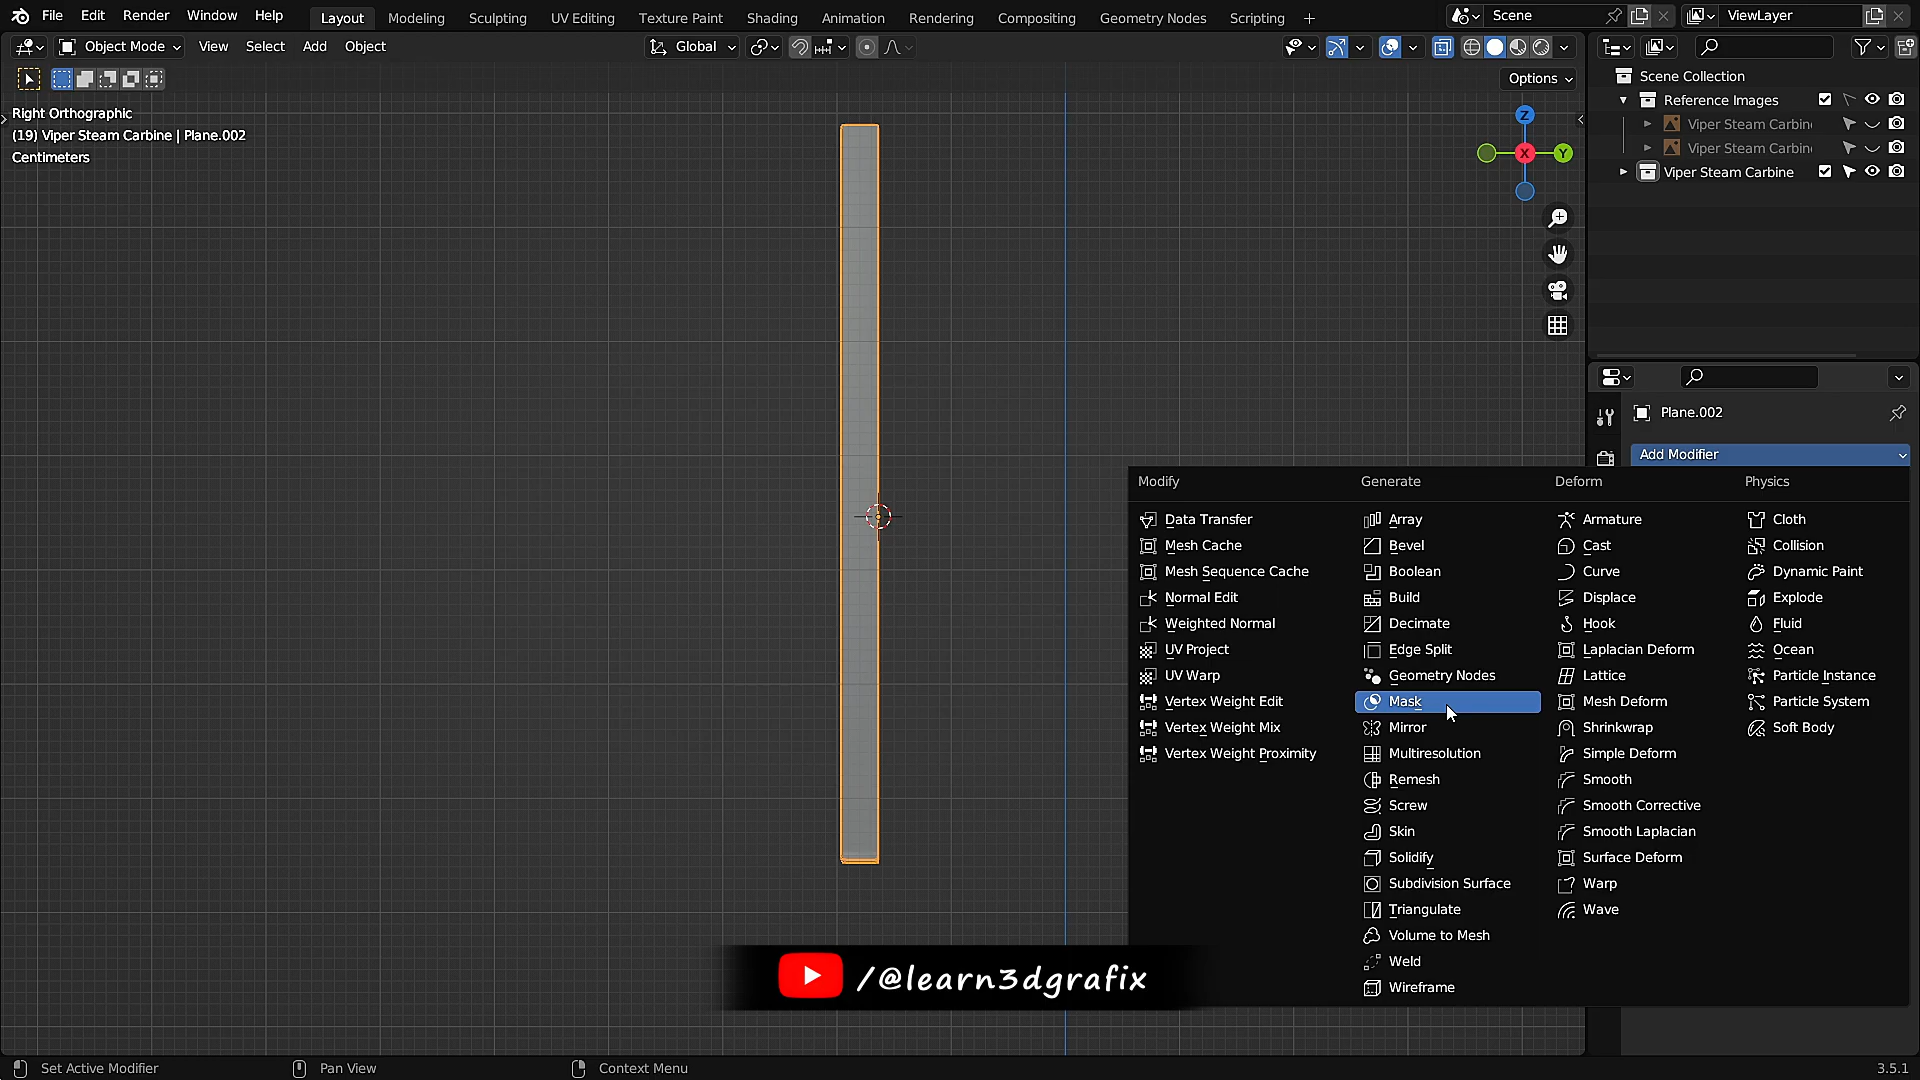 File Edit Render Window Help Layout Modeling Sculpting UV Editing Texture Paint Shading Animation Rendering Compositing Geometry Nodes Scripting + Scene ViewLayer
Object Mode View Select Add Object Global
Options
Right Orthographic
(19) Viper Steam Carbine | Plane.002
Centimeters
Z
X
Y
Scene Collection
Reference Images
Viper Steam Carbin
Viper Steam Carbin
Viper Steam Carbine
Plane.002
Add Modifier
Modify Generate Deform Physics
Data Transfer Array Armature Cloth
Mesh Cache Bevel Cast Collision
Mesh Sequence Cache Boolean Curve Dynamic Paint
Normal Edit Build Displace Explode
Weighted Normal Decimate Hook Fluid
UV Project Edge Split Laplacian Deform Ocean
UV Warp Geometry Nodes Lattice Particle Instance
Vertex Weight Edit Mask Mesh Deform Particle System
Vertex Weight Mix Mirror Shrinkwrap Soft Body
Vertex Weight Proximity Multiresolution Simple Deform
Remesh Smooth
Screw Smooth Corrective
Skin Smooth Laplacian
Solidify Surface Deform
Subdivision Surface Warp
Triangulate Wave
Volume to Mesh
Weld
Wireframe
/@learn3dgrafix
Set Active Modifier Pan View Context Menu 3.5.1